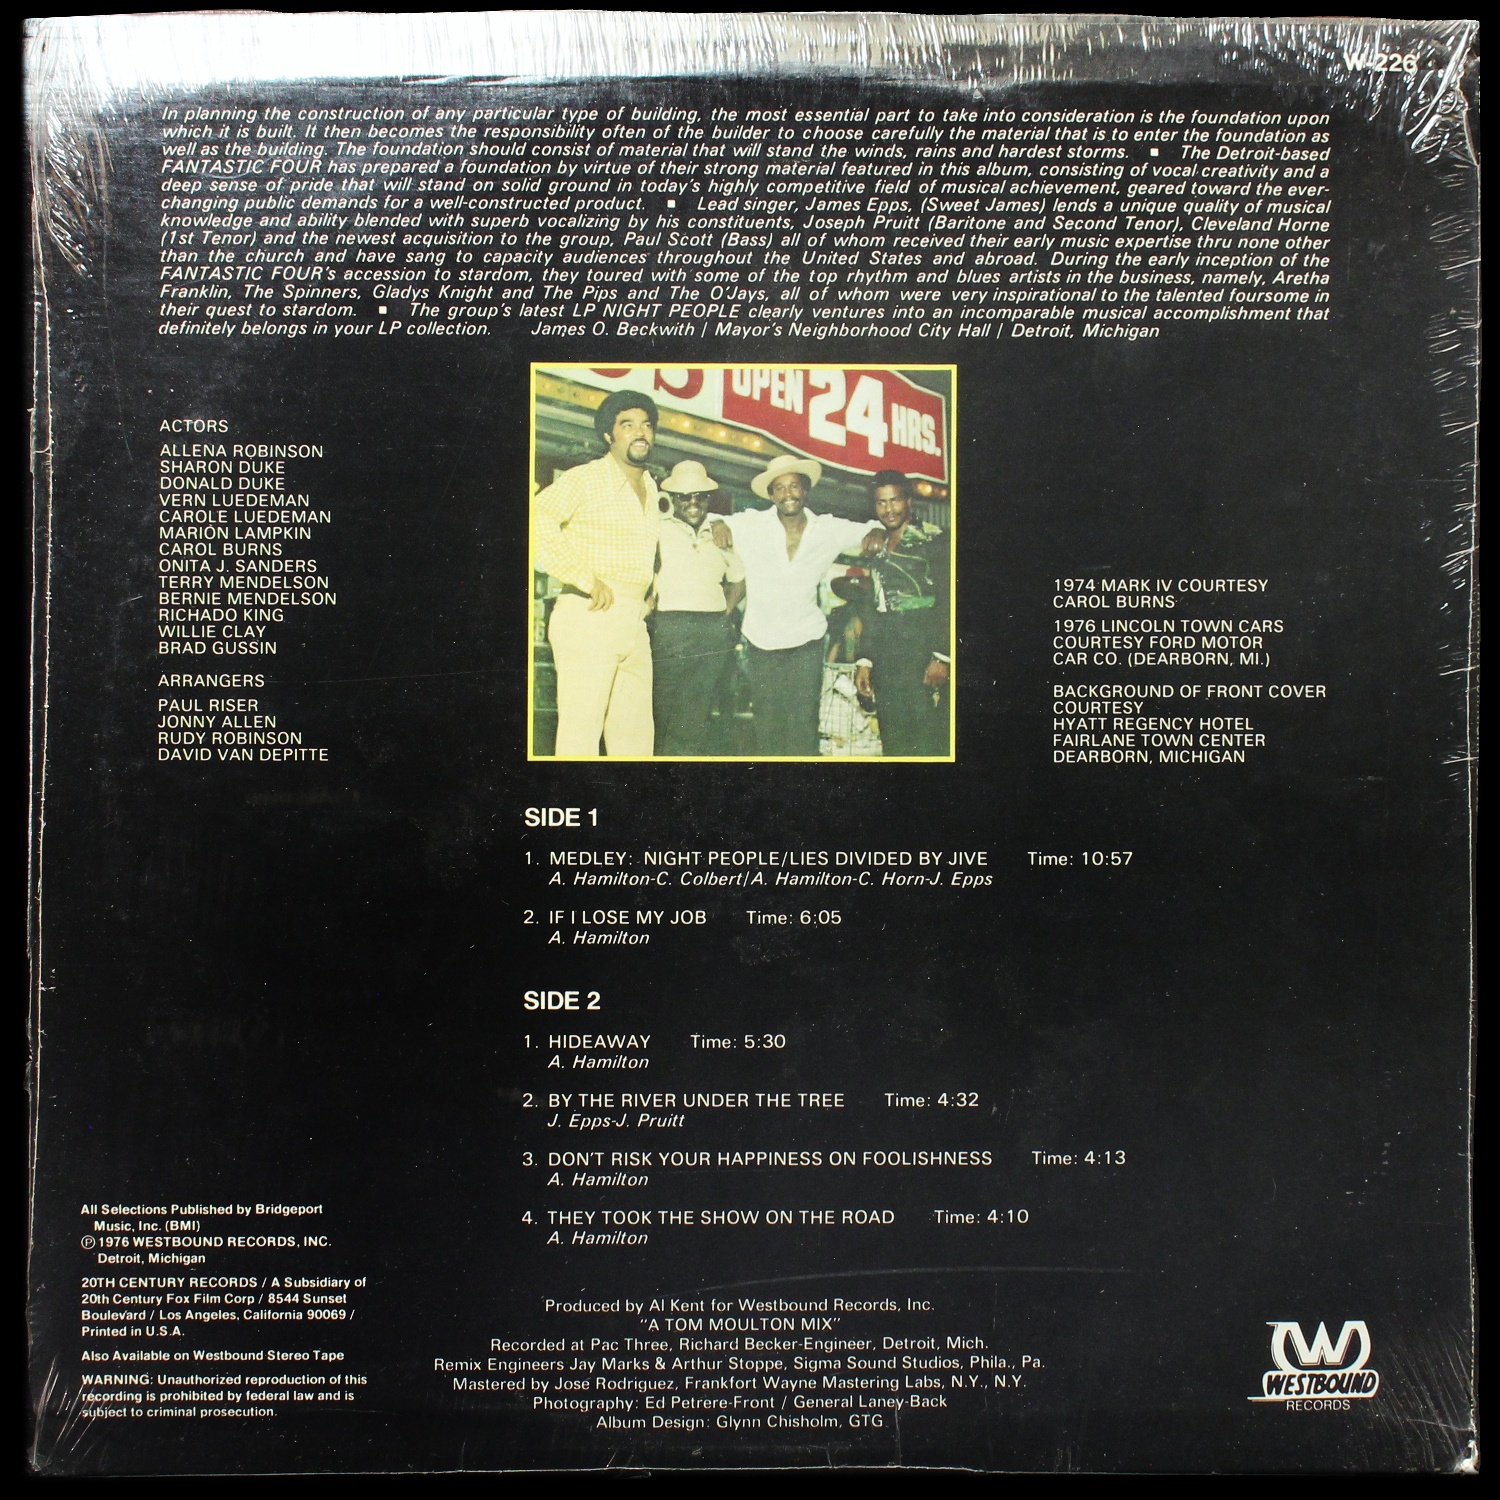 W-226
In planning the construction of any particular type of building, the most essential part to take into consideration is the foundation upon
which it is built. It then becomes the responsibility often of the builder to choose carefully the material that is to enter the foundation as
well as the building. The foundation should consist of material that will stand the winds, rains and hardest storms. ■ The Detroit-based
FANTASTIC FOUR has prepared a foundation by virtue of their strong material featured in this album, consisting of vocal creativity and a
deep sense of pride that will stand on solid ground in today's highly competitive field of musical achievement, geared toward the ever-
changing public demands for a well-constructed product. ■ Lead singer, James Epps, (Sweet James) lends a unique quality of musical
knowledge and ability blended with superb vocalizing by his constituents, Joseph Pruitt (Baritone and Second Tenor), Cleveland Horne
(1st Tenor) and the newest acquisition to the group, Paul Scott (Bass) all of whom received their early music expertise thru none other
than the church and have sang to capacity audiences throughout the United States and abroad. During the early inception of the
FANTASTIC FOUR's accession to stardom, they toured with some of the top rhythm and blues artists in the business, namely, Aretha
Franklin, The Spinners, Gladys Knight and The Pips and The O'Jays, all of whom were very inspirational to the talented foursome in
their quest to stardom. ■ The group's latest LP NIGHT PEOPLE clearly ventures into an incomparable musical accomplishment that
definitely belongs in your LP collection. James O. Beckwith / Mayor's Neighborhood City Hall / Detroit, Michigan
OPEN 24 HRS.
ACTORS
ALLENA ROBINSON
SHARON DUKE
DONALD DUKE
VERN LUEDEMAN
CAROLE LUEDEMAN
MARION LAMPKIN
CAROL BURNS
ONITA J. SANDERS
TERRY MENDELSON
BERNIE MENDELSON
RICHADO KING
WILLIE CLAY
BRAD GUSSIN
ARRANGERS
PAUL RISER
JONNY ALLEN
RUDY ROBINSON
DAVID VAN DEPITTE
1974 MARK IV COURTESY
CAROL BURNS
1976 LINCOLN TOWN CARS
COURTESY FORD MOTOR
CAR CO. (DEARBORN, MI.)
BACKGROUND OF FRONT COVER
COURTESY
HYATT REGENCY HOTEL
FAIRLANE TOWN CENTER
DEARBORN, MICHIGAN
SIDE 1
1. MEDLEY: NIGHT PEOPLE/LIES DIVIDED BY JIVE Time: 10:57
A. Hamilton-C. Colbert/A. Hamilton-C. Horn-J. Epps
2. IF I LOSE MY JOB Time: 6:05
A. Hamilton
SIDE 2
1. HIDEAWAY Time: 5:30
A. Hamilton
2. BY THE RIVER UNDER THE TREE Time: 4:32
J. Epps-J. Pruitt
3. DON'T RISK YOUR HAPPINESS ON FOOLISHNESS Time: 4:13
A. Hamilton
4. THEY TOOK THE SHOW ON THE ROAD Time: 4:10
A. Hamilton
All Selections Published by Bridgeport
Music, Inc. (BMI)
Ⓟ 1976 WESTBOUND RECORDS, INC.
Detroit, Michigan
20TH CENTURY RECORDS / A Subsidiary of
20th Century Fox Film Corp / 8544 Sunset
Boulevard / Los Angeles, California 90069 /
Printed in U.S.A.
Also Available on Westbound Stereo Tape
WARNING: Unauthorized reproduction of this
recording is prohibited by federal law and is
subject to criminal prosecution.
Produced by Al Kent for Westbound Records, Inc.
"A TOM MOULTON MIX"
Recorded at Pac Three, Richard Becker-Engineer, Detroit, Mich.
Remix Engineers Jay Marks & Arthur Stoppe, Sigma Sound Studios, Phila., Pa.
Mastered by José Rodriguez, Frankfort Wayne Mastering Labs, N.Y., N.Y.
Photography: Ed Petrere-Front / General Laney-Back
Album Design: Glynn Chisholm, GTG
W
WESTBOUND
RECORDS